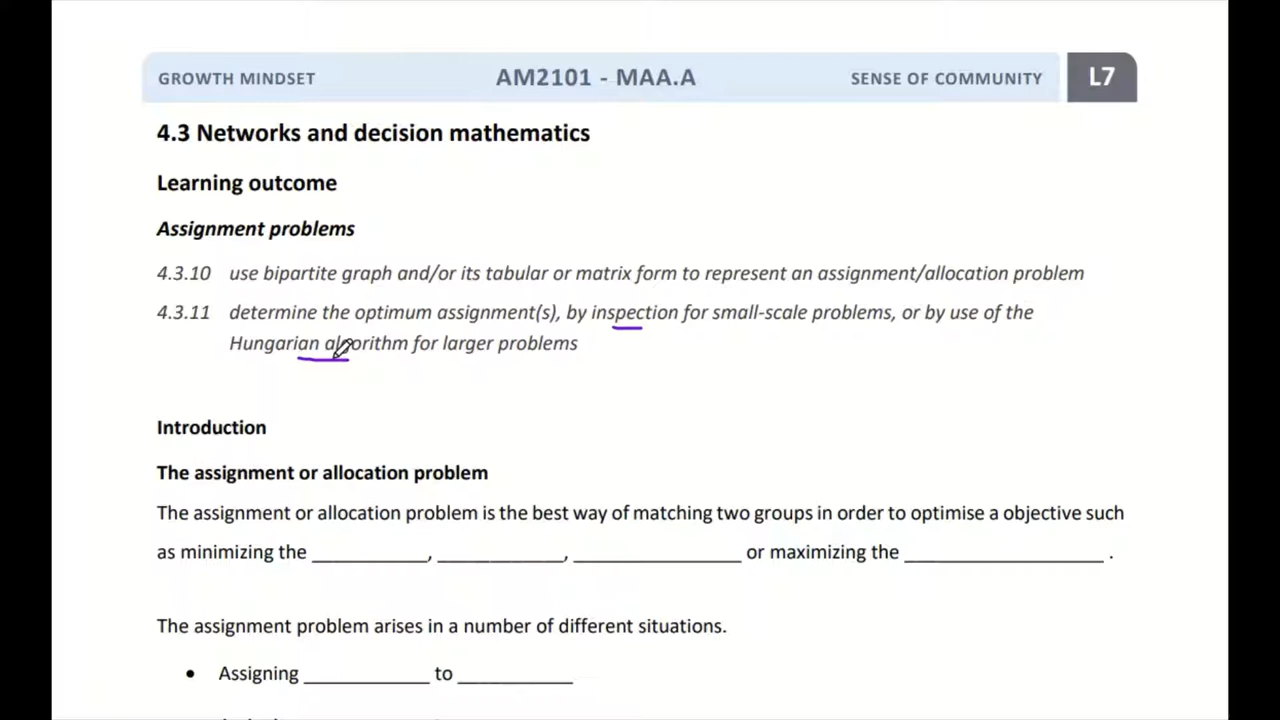 GROWTH MINDSET AM2101 - MAA.A SENSE OF COMMUNITY L7
4.3 Networks and decision mathematics
Learning outcome
Assignment problems
4.3.10 use bipartite graph and/or its tabular or matrix form to represent an assignment/allocation problem
4.3.11 determine the optimum assignment(s), by inspection for small-scale problems, or by use of the
Hungarian algorithm for larger problems
Introduction
The assignment or allocation problem
The assignment or allocation problem is the best way of matching two groups in order to optimise a objective such
as minimizing the ___________, ____________, ________________ or maximizing the ___________________ .
The assignment problem arises in a number of different situations.
• Assigning ____________ to ___________